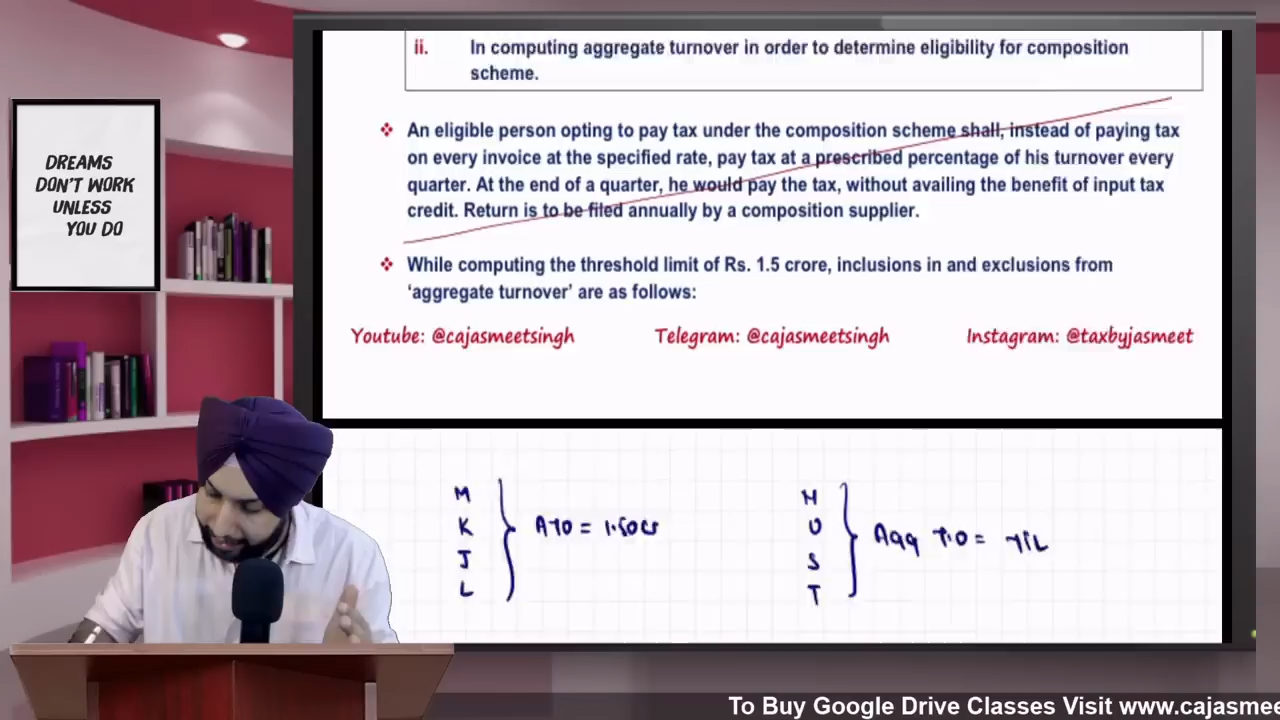 DREAMS
DON'T WORK
UNLESS
YOU DO
ii. In computing aggregate turnover in order to determine eligibility for composition
scheme.
❖ An eligible person opting to pay tax under the composition scheme shall, instead of paying tax
on every invoice at the specified rate, pay tax at a prescribed percentage of his turnover every
quarter. At the end of a quarter, he would pay the tax, without availing the benefit of input tax
credit. Return is to be filed annually by a composition supplier.
❖ While computing the threshold limit of Rs. 1.5 crore, inclusions in and exclusions from
‘aggregate turnover’ are as follows:
Youtube: @cajasmeetsingh Telegram: @cajasmeetsingh Instagram: @taxbyjasmeet
M
K
J
L
ATO = 1.50cr
M
U
S
T
Agg T.O = 75L
To Buy Google Drive Classes Visit www.cajasmee